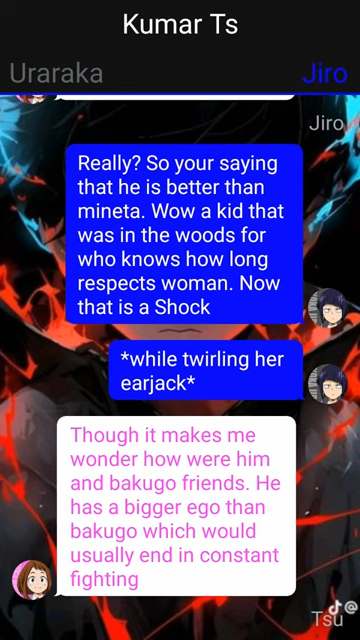 Kumar Ts
Uraraka
Jiro
Jiro
Really? So your saying
that he is better than
mineta. Wow a kid that
was in the woods for
who knows how long
respects woman. Now
that is a Shock
*while twirling her
earjack*
Though it makes me
wonder how were him
and bakugo friends. He
has a bigger ego than
bakugo which would
usually end in constant
fighting
Tsu
@